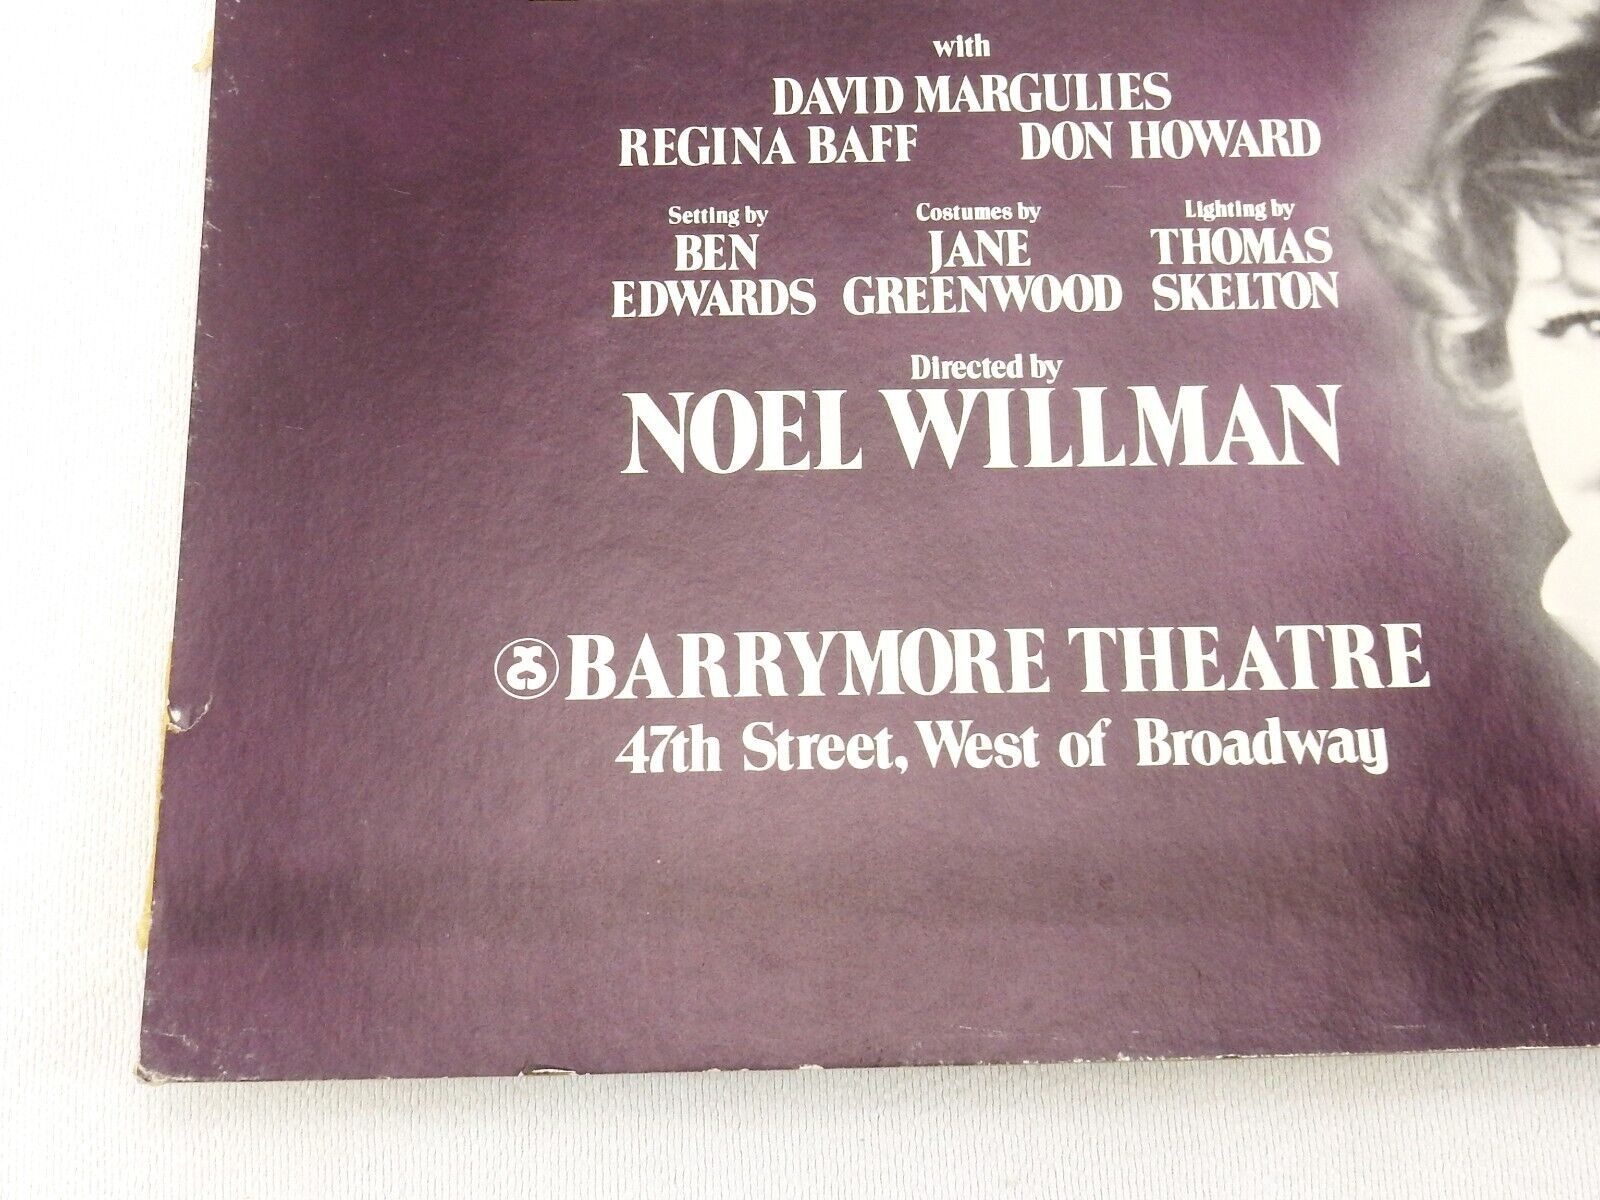 with
DAVID MARGULIES
REGINA BAFF DON HOWARD
Setting by Costumes by Lighting by
BEN JANE THOMAS
EDWARDS GREENWOOD SKELTON
Directed by
NOEL WILLMAN
BARRYMORE THEATRE
47th Street, West of Broadway